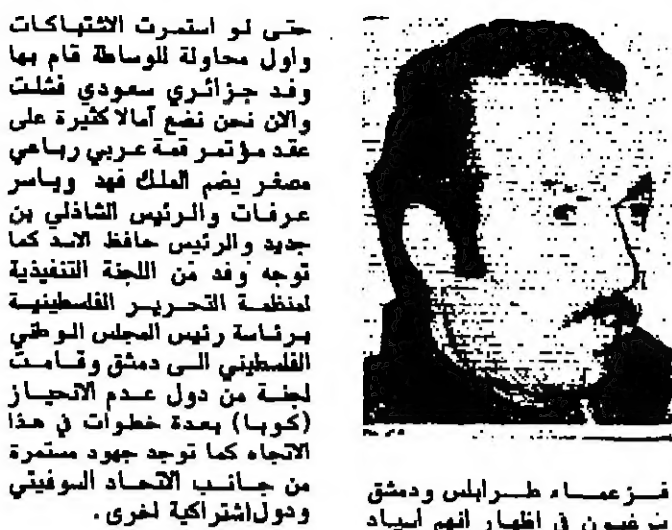 فزعماء طرابلس ودمشق
يرغبون في اظهار انهم اسياد
حتى لو استمرت الاشتباكات
واول محاولة للوساطة قام بها
وفد جزائري سعودي فشلت
والان نحن نضع آمالا كثيرة على
عقد مؤتمر قمة عربي رباعي
مصغر يضم الملك فهد وياسر
عرفات والرئيس الشاذلي بن
جديد والرئيس حافظ الاسد كما
توجه وفد من اللجنة التنفيذية
لمنظمة التحرير الفلسطينية
برئاسة رئيس المجلس الوطني
الفلسطيني الى دمشق وقامت
لجنة من دول عدم الانحياز
(كوبا) بعدة خطوات في هذا
الاتجاه كما توجد جهود مستمرة
من جانب الاتحاد السوفيتي
ودول اشتراكية اخرى .